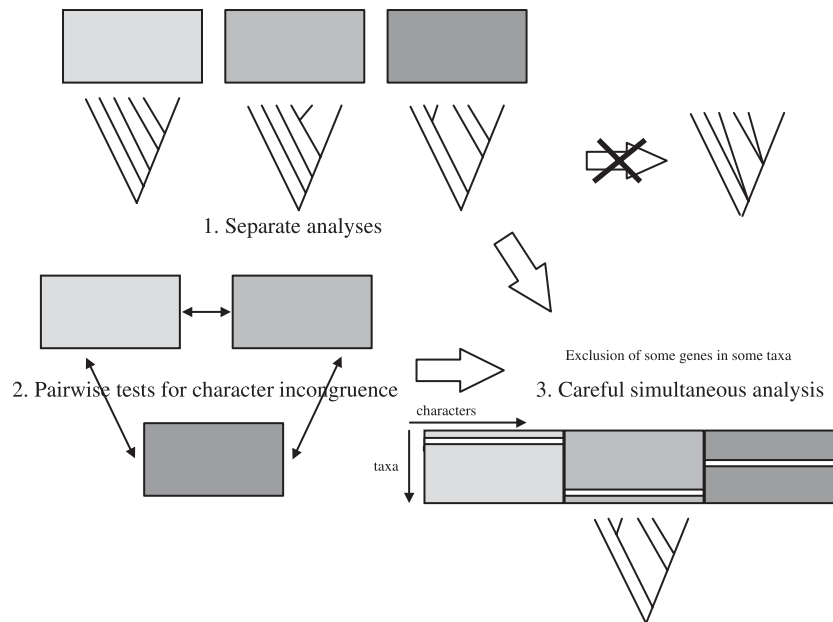 1. Separate analyses
Exclusion of some genes in some taxa
2. Pairwise tests for character incongruence
3. Careful simultaneous analysis
characters
taxa